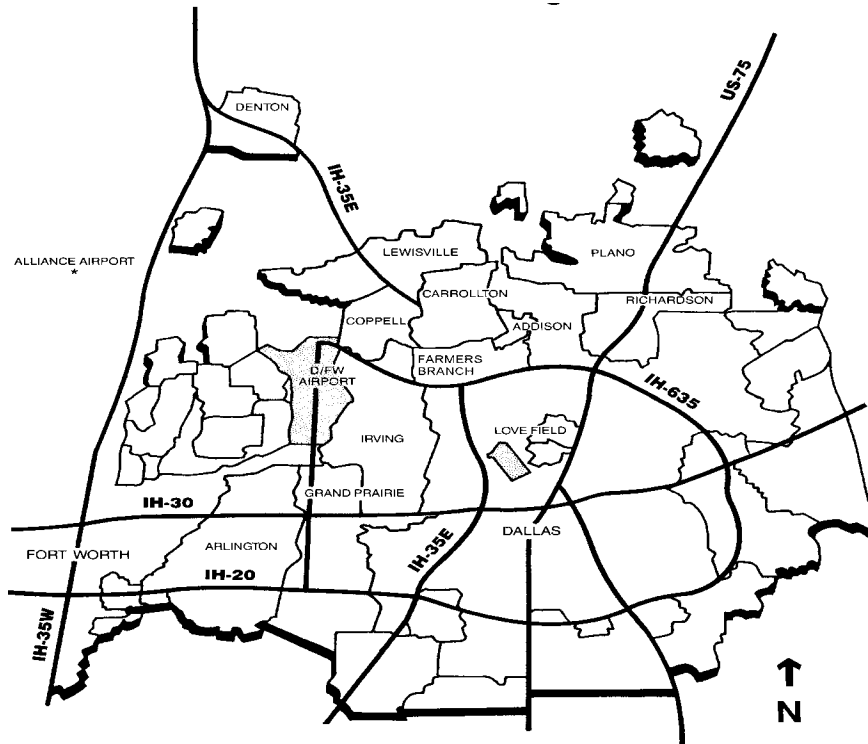 US-75
DENTON
IH-35E
LEWISVILLE
PLANO
ALLIANCE AIRPORT
*
CARROLLTON
RICHARDSON
COPPELL
ADDISON
FARMERS
BRANCH
D/FW
AIRPORT
IH-635
LOVE FIELD
IRVING
GRAND PRAIRIE
IH-30
DALLAS
FORT WORTH
ARLINGTON
IH-35E
IH-20
IH-35W
N